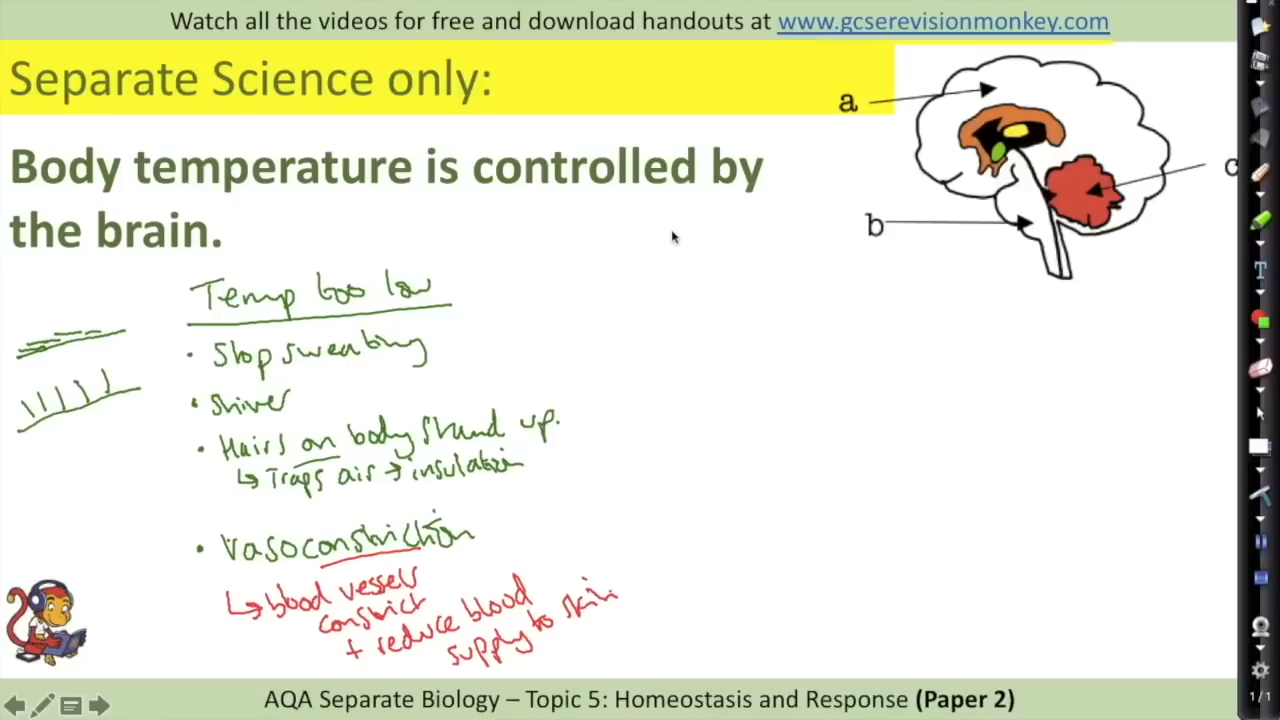 Watch all the videos for free and download handouts at www.gcserevisionmonkey.com
Separate Science only:
Body temperature is controlled by
the brain.
a
b
c
Temp too low
• Stop sweating
• Shiver
• Hairs on body stand up.
↳ Traps air → insulation
• Vasoconstriction
↳ blood vessels
constrict
+ reduce blood
supply to skin
AQA Separate Biology – Topic 5: Homeostasis and Response (Paper 2)
1/1